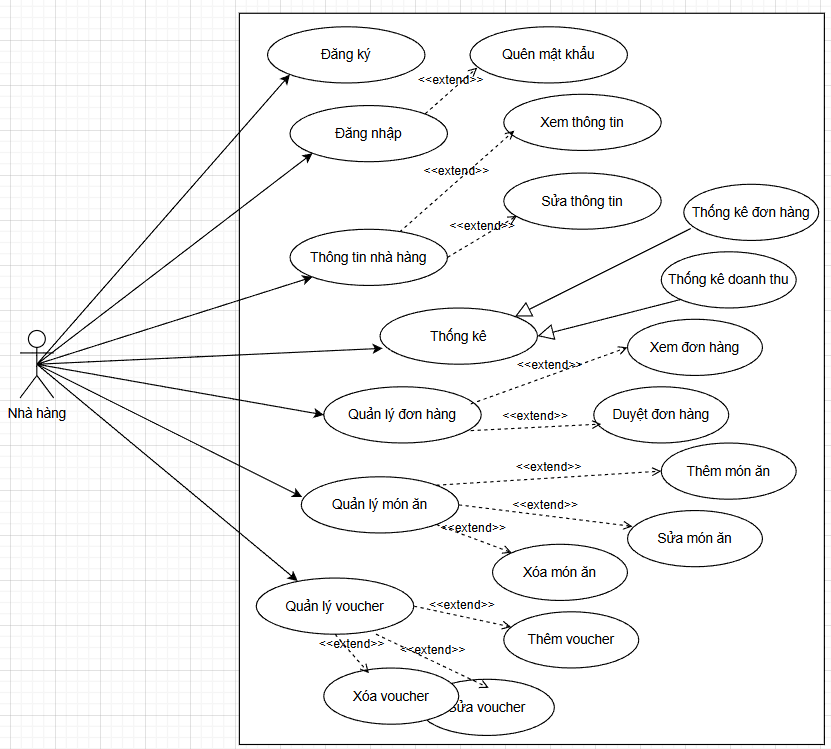 Đăng ký
Quên mật khẩu
<<extend>>
Đăng nhập
Xem thông tin
<<extend>>
Sửa thông tin
Thống kê đơn hàng
<<extend>>
Thông tin nhà hàng
Thống kê doanh thu
Thống kê
Xem đơn hàng
<<extend>>
Nhà hàng
Quản lý đơn hàng
<<extend>>
Duyệt đơn hàng
<<extend>>
Thêm món ăn
Quản lý món ăn
<<extend>>
<<extend>>
Sửa món ăn
Xóa món ăn
Quản lý voucher
<<extend>>
Thêm voucher
<<extend>>
<<extend>>
Xóa voucher
Sửa voucher